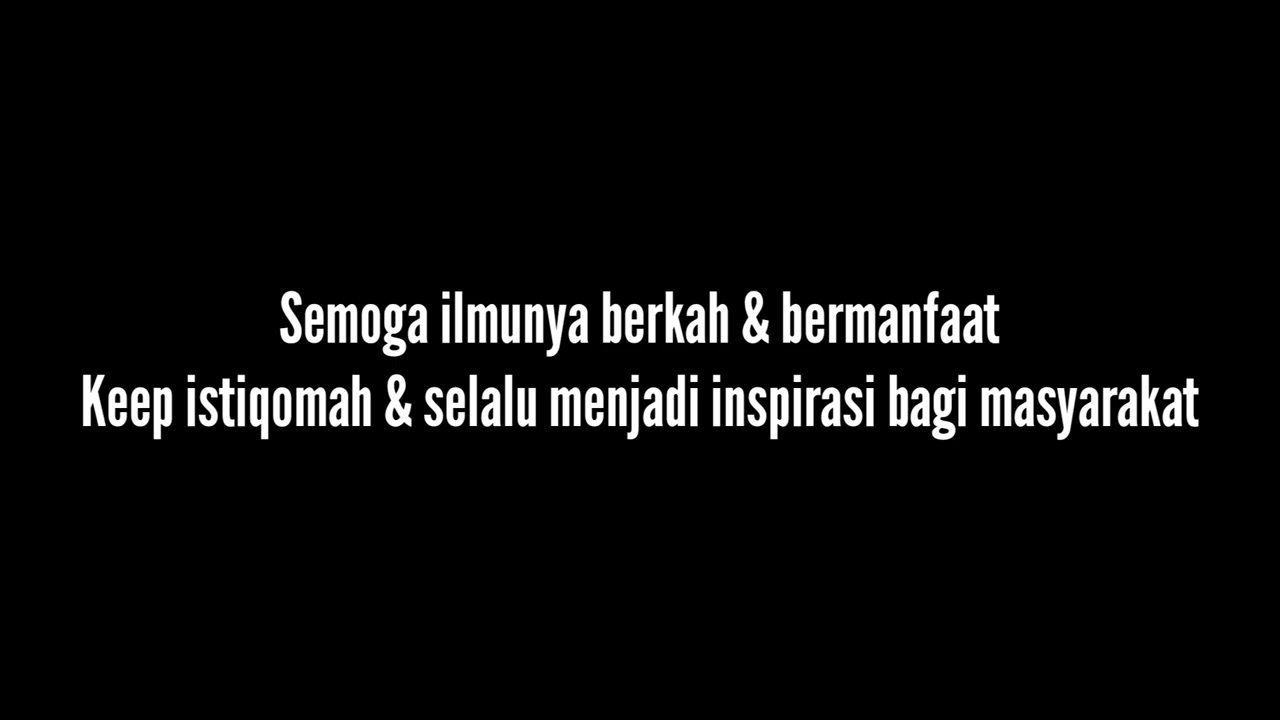 Semoga ilmunya berkah & bermanfaat
Keep istiqomah & selalu menjadi inspirasi bagi masyarakat